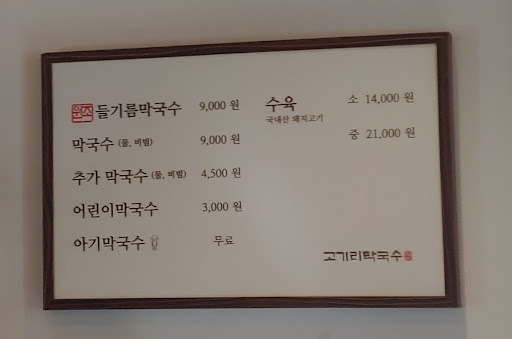 원조 들기름막국수 9,000 원
막국수 (물, 비빔) 9,000 원
추가 막국수 (물, 비빔) 4,500 원
어린이막국수 3,000 원
아기막국수 무료
수육 소 14,000 원
국내산 돼지고기
중 21,000 원
고기리막국수